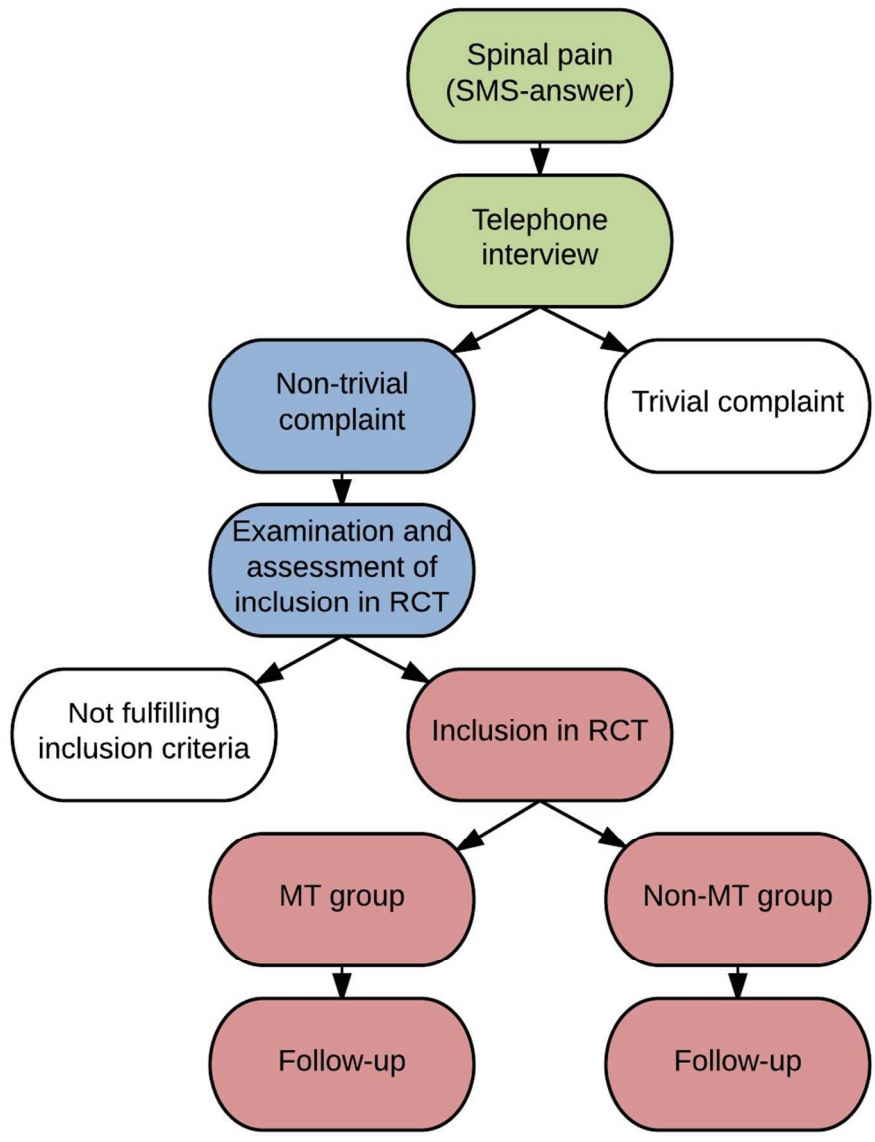 Spinal pain
(SMS-answer)
Telephone
interview
Non-trivial
complaint
Trivial complaint
Examination and
assessment of
inclusion in RCT
Not fulfilling
inclusion criteria
Inclusion in RCT
MT group
Non-MT group
Follow-up
Follow-up